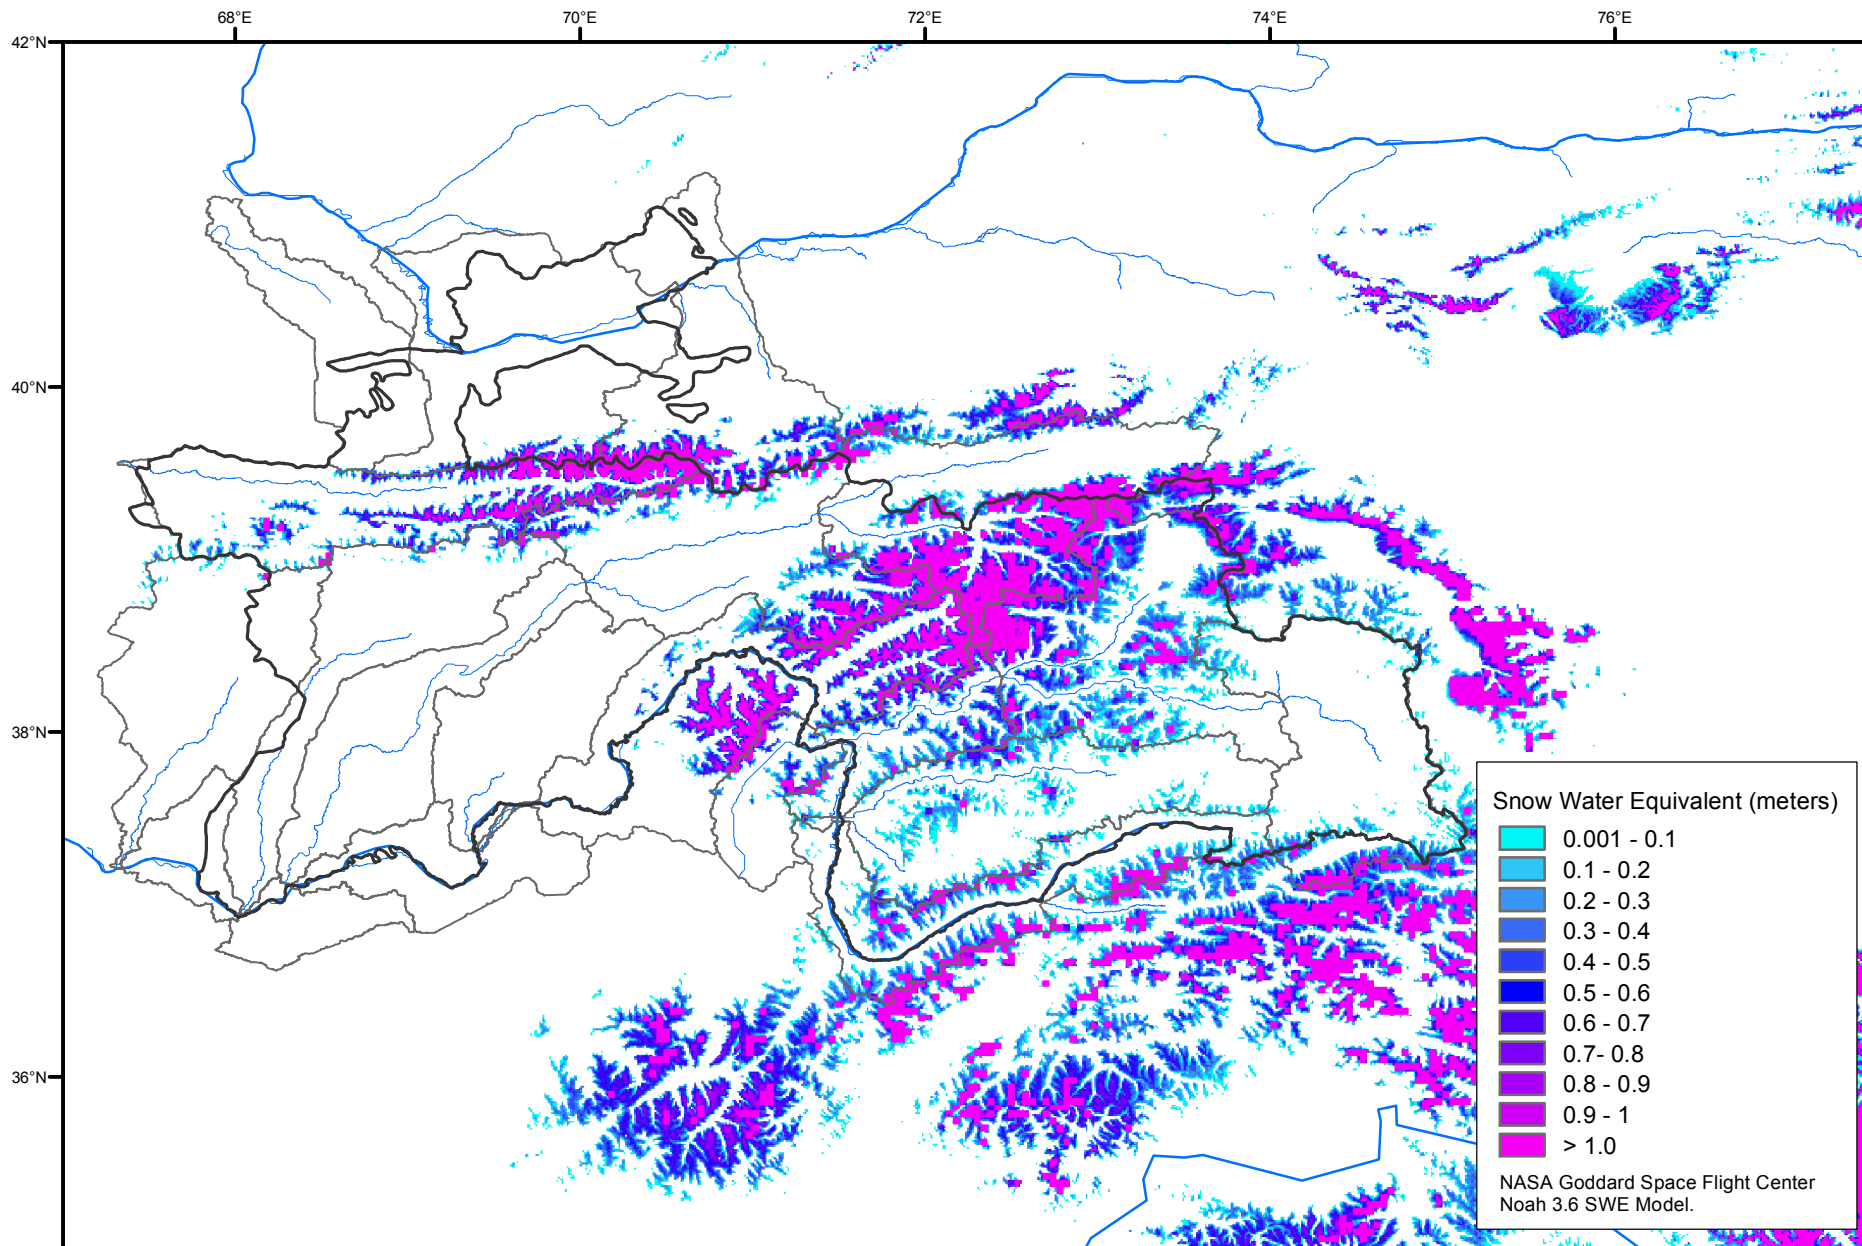 68°E 70°E 72°E 74°E 76°E
42°N
40°N
38°N
36°N
Snow Water Equivalent (meters)
0.001 - 0.1
0.1 - 0.2
0.2 - 0.3
0.3 - 0.4
0.4 - 0.5
0.5 - 0.6
0.6 - 0.7
0.7- 0.8
0.8 - 0.9
0.9 - 1
> 1.0
NASA Goddard Space Flight Center
Noah 3.6 SWE Model.